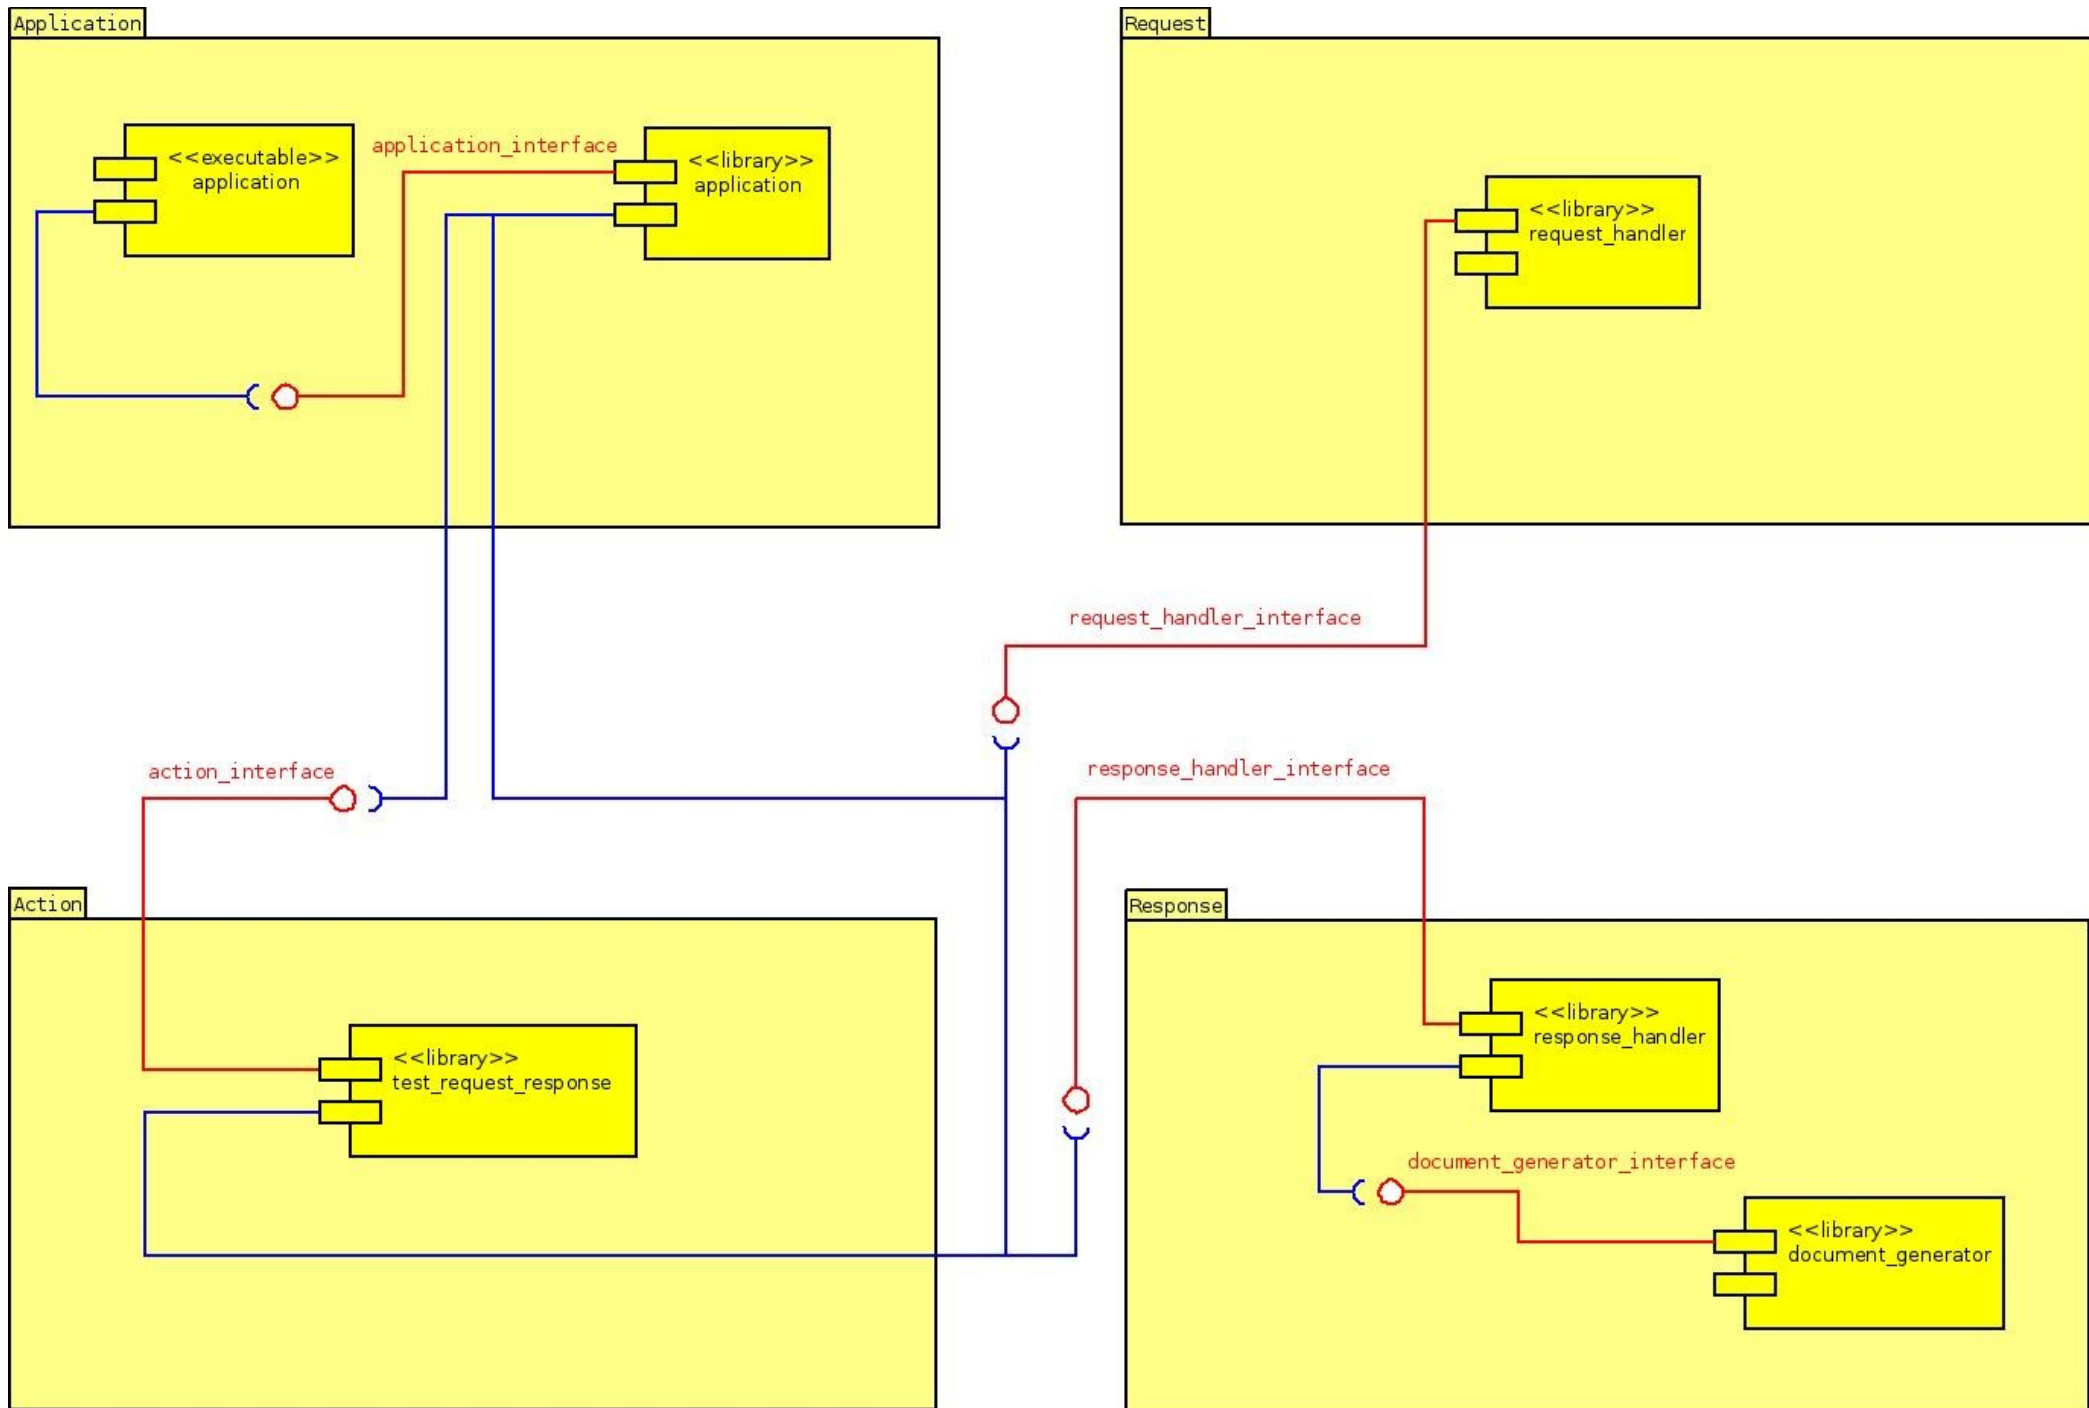 Application
<<executable>>
application
application_interface
<<library>>
application
Request
<<library>>
request_handler
request_handler_interface
action_interface
response_handler_interface
Action
<<library>>
test_request_response
Response
<<library>>
response_handler
document_generator_interface
<<library>>
document_generator